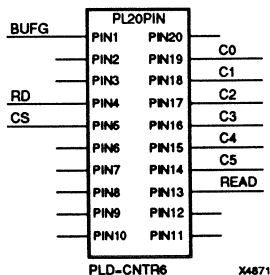 PL20PIN
BUFG PIN1 PIN20
PIN2 PIN19 C0
PIN3 PIN18 C1
RD PIN4 PIN17 C2
CS PIN5 PIN16 C3
PIN6 PIN15 C4
PIN7 PIN14 C5
PIN8 PIN13 READ
PIN9 PIN12
PIN10 PIN11
PLD-CNTR6 X4871